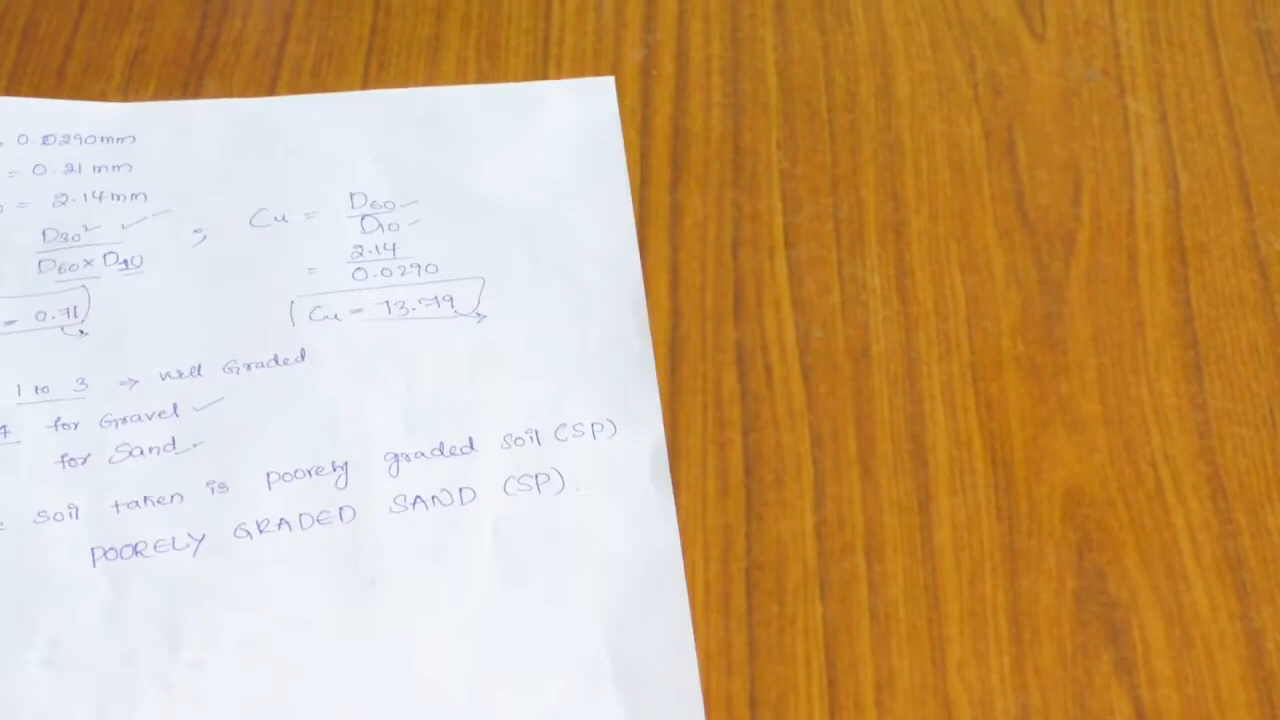 = 0.0290mm
= 0.21 mm
= 2.14mm
D30² ; Cu = D60
D60 x D10 D10
= 2.14
0.0290
= 0.71 Cu = 73.79
1 to 3 ⇒ well Graded
4 for Gravel
for Sand
soil taken is poorely graded soil (SP)
POORELY GRADED SAND (SP).